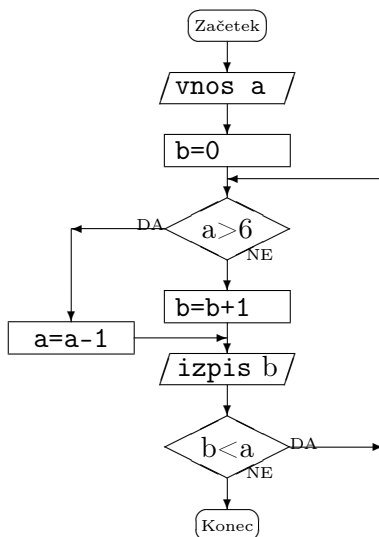 Začetek
vnos a
b=0
a>6
DA
NE
b=b+1
a=a-1
izpis b
b<a
DA
NE
Konec